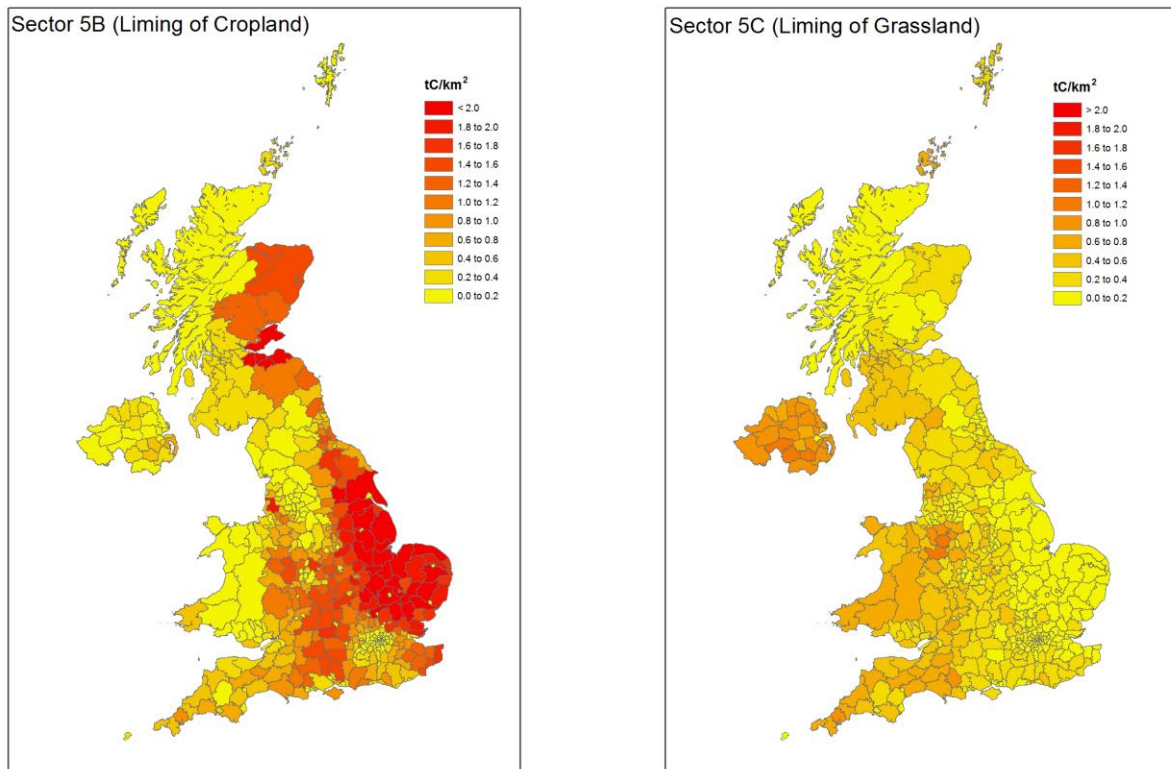 Sector 5B (Liming of Cropland)
tC/km²
< 2.0
1.8 to 2.0
1.6 to 1.8
1.4 to 1.6
1.2 to 1.4
1.0 to 1.2
0.8 to 1.0
0.6 to 0.8
0.4 to 0.6
0.2 to 0.4
0.0 to 0.2
Sector 5C (Liming of Grassland)
tC/km²
> 2.0
1.8 to 2.0
1.6 to 1.8
1.4 to 1.6
1.2 to 1.4
1.0 to 1.2
0.8 to 1.0
0.6 to 0.8
0.4 to 0.6
0.2 to 0.4
0.0 to 0.2